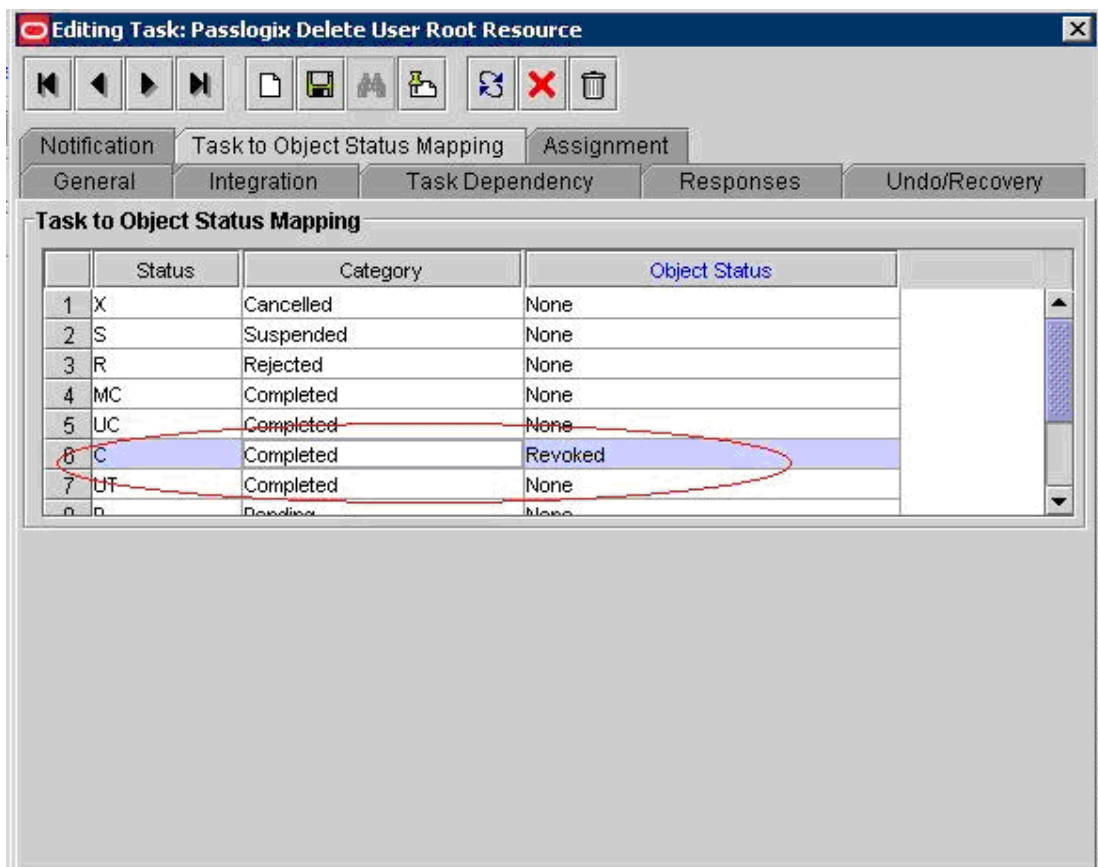 Editing Task: Passlogix Delete User Root Resource
Notification Task to Object Status Mapping Assignment
General Integration Task Dependency Responses Undo/Recovery
Task to Object Status Mapping
Status Category Object Status
1 X Cancelled None
2 S Suspended None
3 R Rejected None
4 MC Completed None
5 UC Completed None
6 C Completed Revoked
7 UT Completed None
Pending None